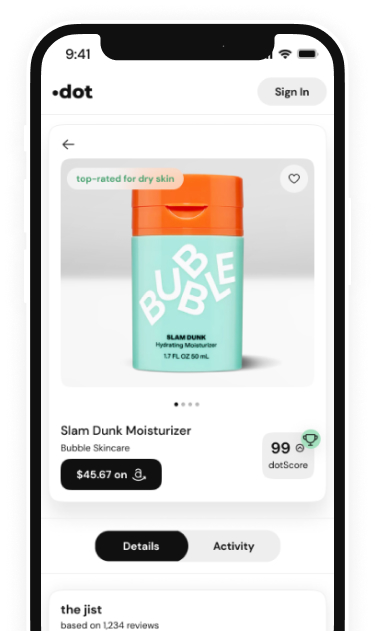 9:41
•dot
Sign In
top-rated for dry skin
BUBBLE
SLAM DUNK
Hydrating Moisturizer
1.7 FL OZ 50 mL
Slam Dunk Moisturizer
Bubble Skincare
$45.67 on a
99
dotScore
Details
Activity
the jist
based on 1,234 reviews